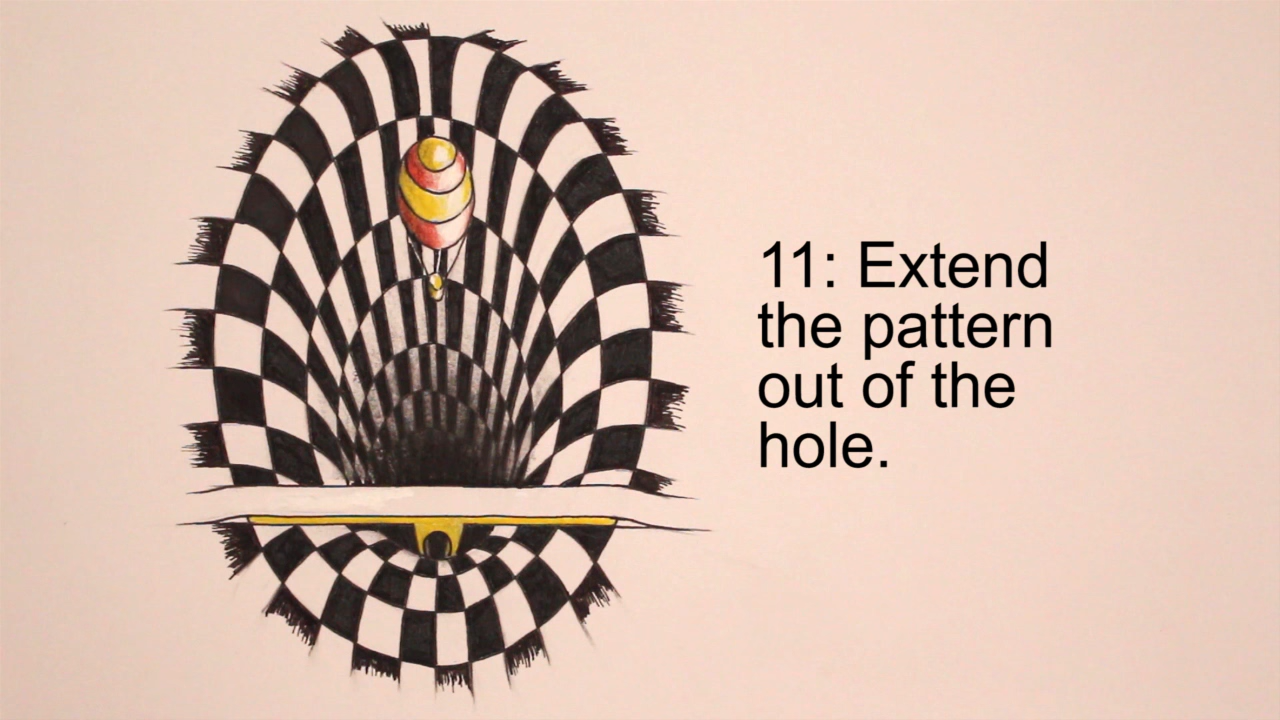 11: Extend
the pattern
out of the
hole.